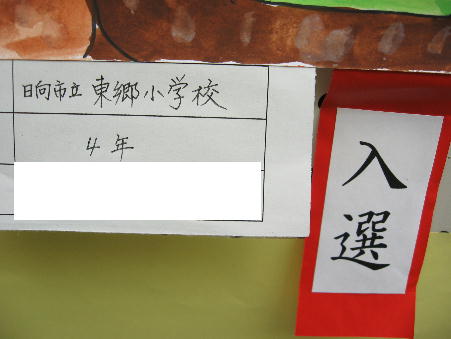 日向市立 東郷小学校
4年
入選